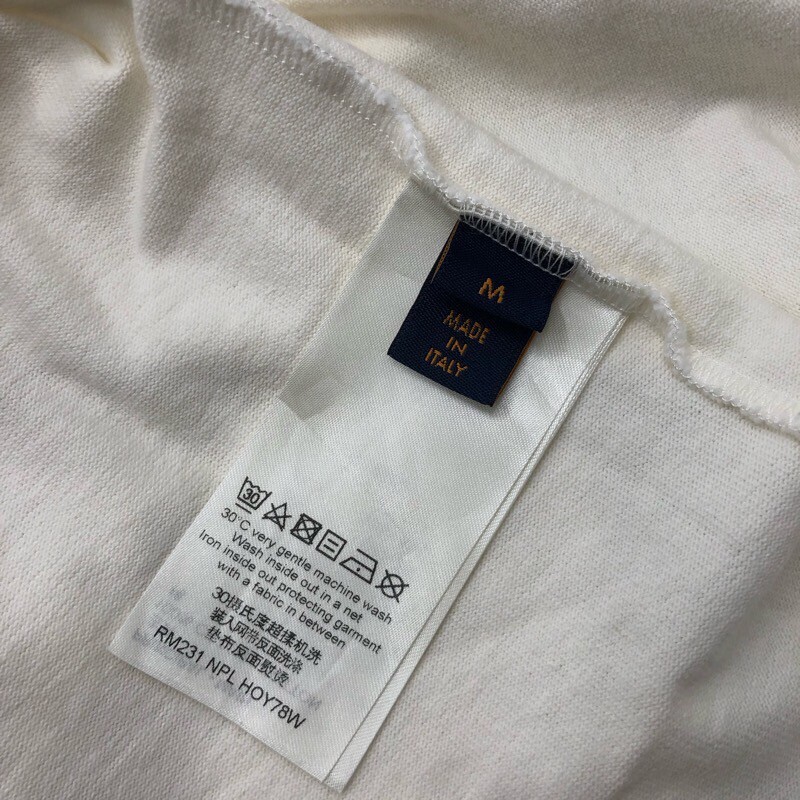 M
MADE
IN
ITALY
30
30°C very gentle machine wash
Wash inside out in a net
Iron inside out protecting garment
with a fabric in between
30摄氏度超揉机洗
装入网带反面洗涤
垫布反面熨烫
RM231 NPL HOY78W